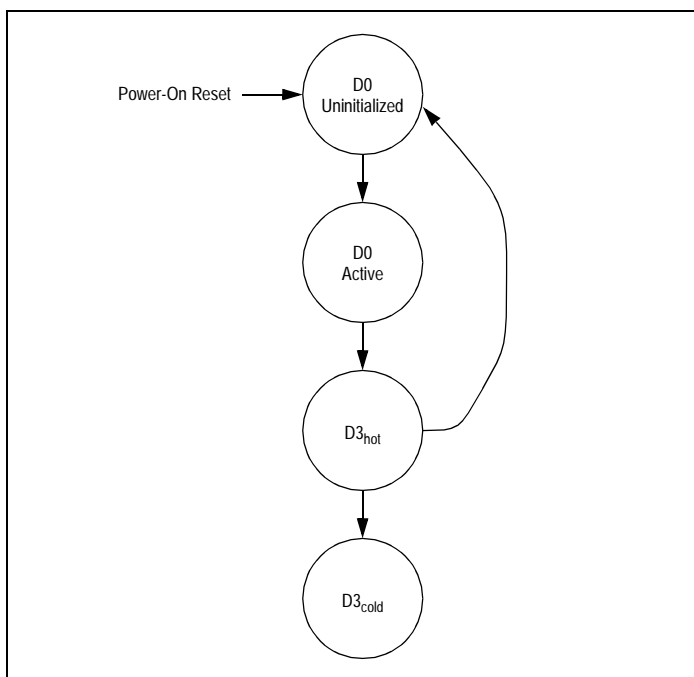 D0
Uninitialized
Power-On Reset
D0
Active
D3hot
D3cold